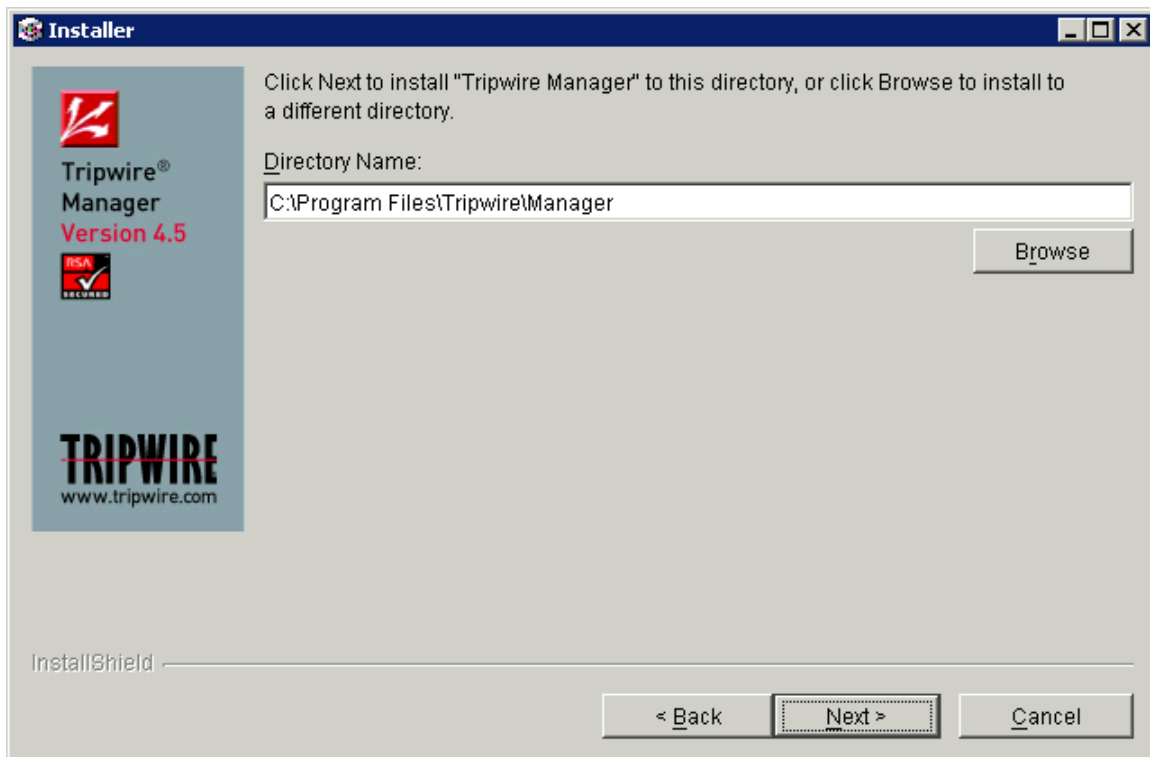 Installer
Click Next to install "Tripwire Manager" to this directory, or click Browse to install to
a different directory.
Directory Name:
C:\Program Files\Tripwire\Manager
Browse
Tripwire®
Manager
Version 4.5
RSA
SECURED
TRIPWIRE
www.tripwire.com
InstallShield
< Back
Next >
Cancel